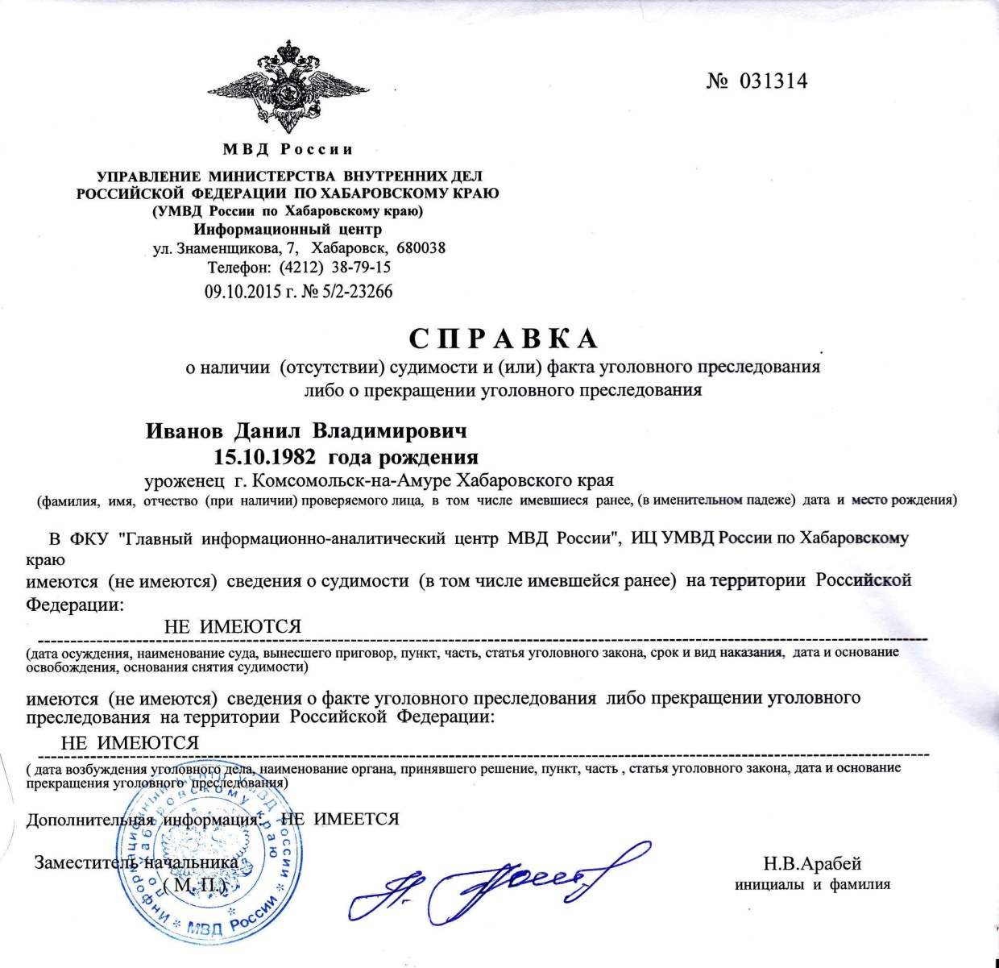 № 031314
МВД России
УПРАВЛЕНИЕ МИНИСТЕРСТВА ВНУТРЕННИХ ДЕЛ
РОССИЙСКОЙ ФЕДЕРАЦИИ ПО ХАБАРОВСКОМУ КРАЮ
(УМВД России по Хабаровскому краю)
Информационный центр
ул. Знаменщикова, 7, Хабаровск, 680038
Телефон: (4212) 38-79-15
09.10.2015 г. № 5/2-23266
СПРАВКА
о наличии (отсутствии) судимости и (или) факта уголовного преследования
либо о прекращении уголовного преследования
Иванов Данил Владимирович
15.10.1982 года рождения
уроженец г. Комсомольск-на-Амуре Хабаровского края
(фамилия, имя, отчество (при наличии) проверяемого лица, в том числе имевшиеся ранее, (в именительном падеже) дата и место рождения)
В ФКУ "Главный информационно-аналитический центр МВД России", ИЦ УМВД России по Хабаровскому
краю
имеются (не имеются) сведения о судимости (в том числе имевшейся ранее) на территории Российской
Федерации:
НЕ ИМЕЮТСЯ
(дата осуждения, наименование суда, вынесшего приговор, пункт, часть, статья уголовного закона, срок и вид наказания, дата и основание
освобождения, основания снятия судимости)
имеются (не имеются) сведения о факте уголовного преследования либо прекращении уголовного
преследования на территории Российской Федерации:
НЕ ИМЕЮТСЯ
( дата возбуждения уголовного дела, наименование органа, принявшего решение, пункт, часть , статья уголовного закона, дата и основание
прекращения уголовного преследования)
Дополнительная информация: НЕ ИМЕЕТСЯ
Заместитель начальника
( М. П.)
Н.В.Арабей
инициалы и фамилия
Информационный центр УМВД России
по Хабаровскому краю
* МВД России *